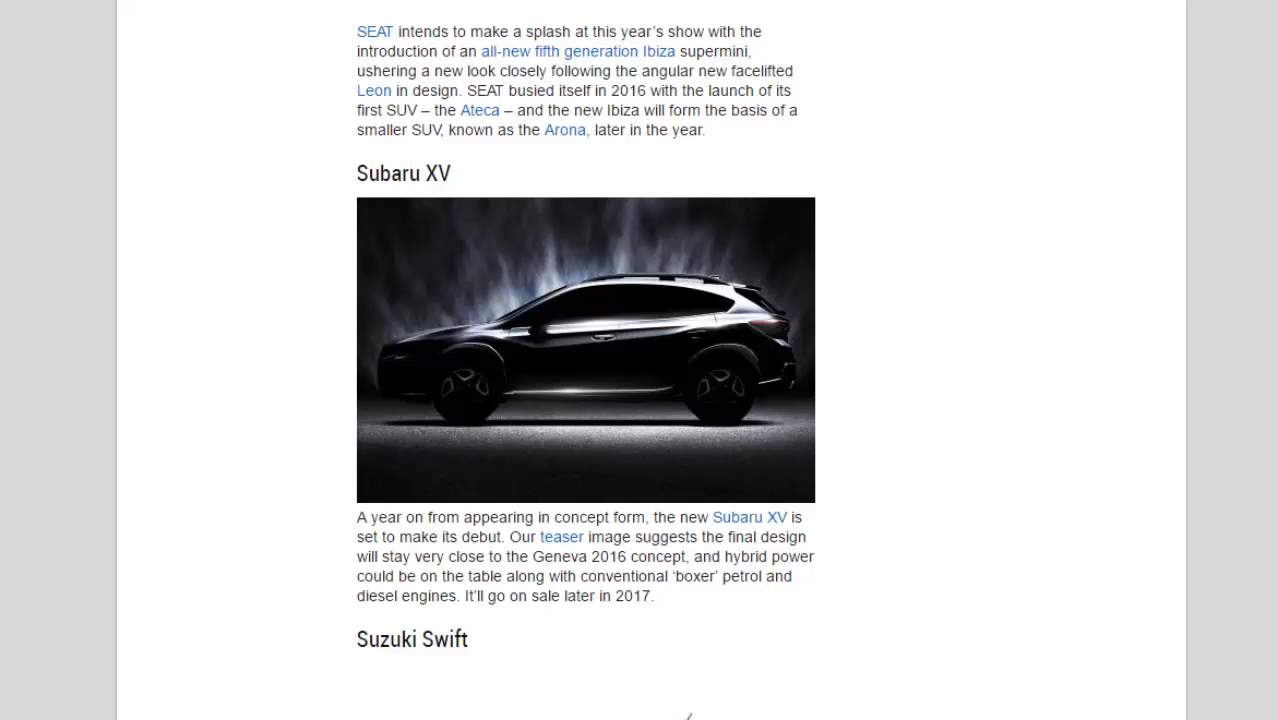 SEAT intends to make a splash at this year’s show with the
introduction of an all-new fifth generation Ibiza supermini,
ushering a new look closely following the angular new facelifted
Leon in design. SEAT busied itself in 2016 with the launch of its
first SUV – the Ateca – and the new Ibiza will form the basis of a
smaller SUV, known as the Arona, later in the year.
Subaru XV
A year on from appearing in concept form, the new Subaru XV is
set to make its debut. Our teaser image suggests the final design
will stay very close to the Geneva 2016 concept, and hybrid power
could be on the table along with conventional ‘boxer’ petrol and
diesel engines. It’ll go on sale later in 2017.
Suzuki Swift